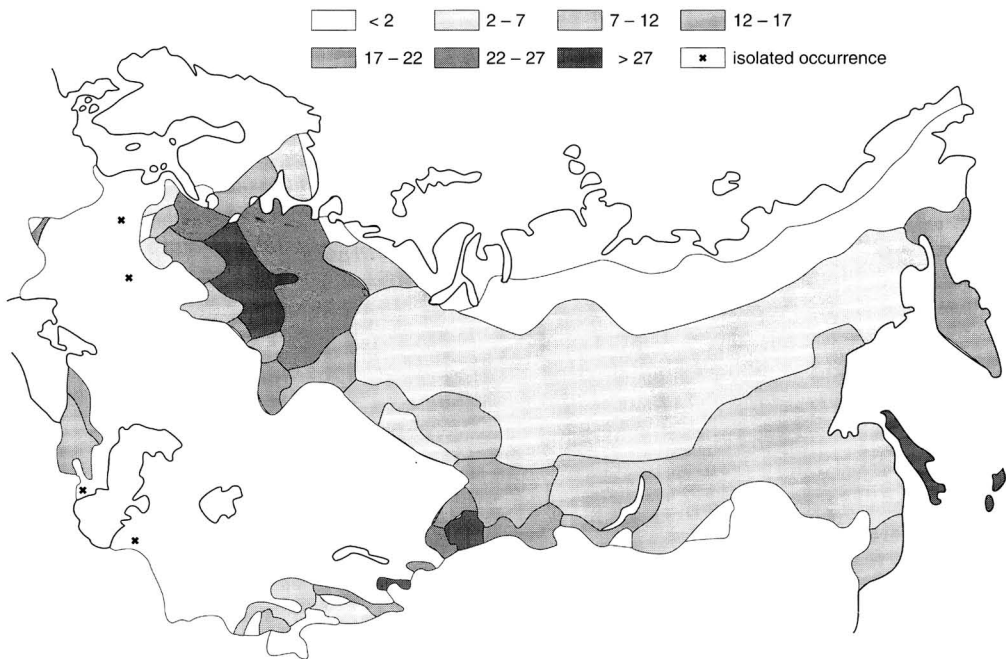 < 2 2 – 7 7 – 12 12 – 17
17 – 22 22 – 27 > 27 × isolated occurrence